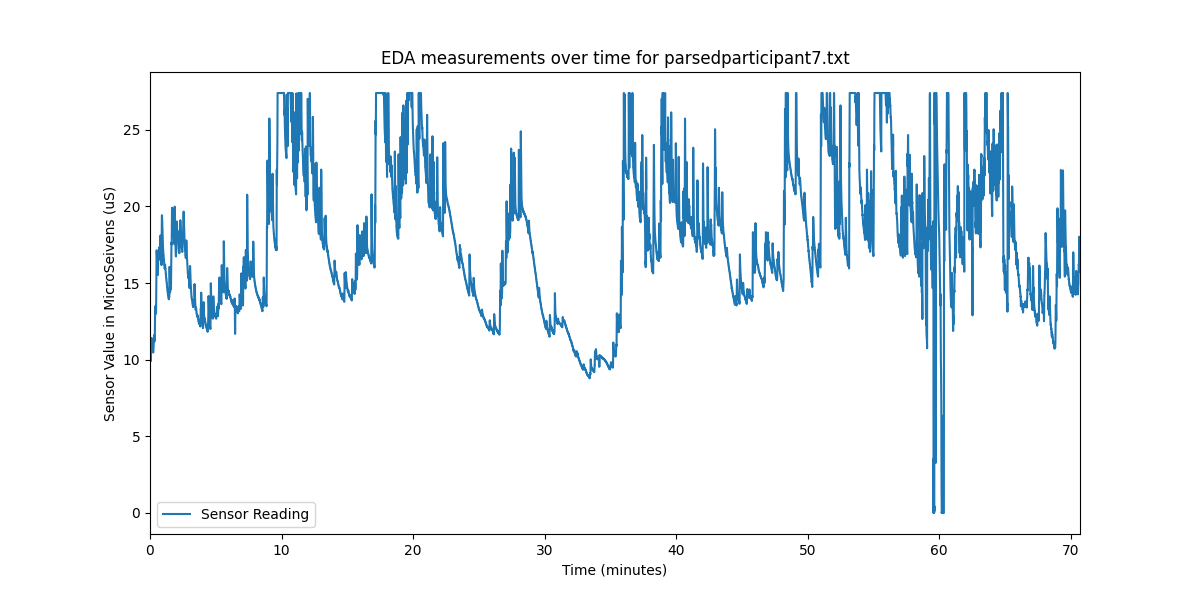 EDA measurements over time for parsedparticipant7.txt
Sensor Value in MicroSeivens (uS)
25
20
15
10
5
0
Sensor Reading
0 10 20 30 40 50 60 70
Time (minutes)